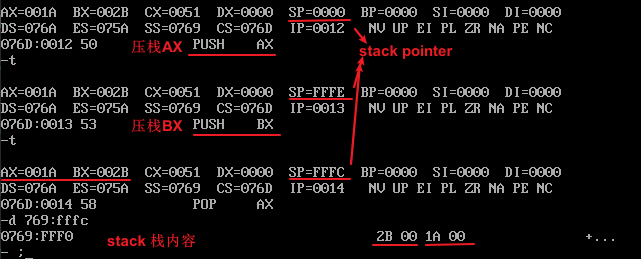 AX=001A BX=002B CX=0051 DX=0000 SP=0000 BP=0000 SI=0000 DI=0000
DS=076A ES=075A SS=0769 CS=076D IP=0012 NV UP EI PL ZR NA PE NC
076D:0012 50 压栈AX PUSH AX
stack pointer
-t
AX=001A BX=002B CX=0051 DX=0000 SP=FFFE BP=0000 SI=0000 DI=0000
DS=076A ES=075A SS=0769 CS=076D IP=0013 NV UP EI PL ZR NA PE NC
076D:0013 53 压栈BX PUSH BX
-t
AX=001A BX=002B CX=0051 DX=0000 SP=FFFC BP=0000 SI=0000 DI=0000
DS=076A ES=075A SS=0769 CS=076D IP=0014 NV UP EI PL ZR NA PE NC
076D:0014 58 POP AX
-d 769:fffc
0769:FFF0 stack 栈内容 2B 00 1A 00 +...
- ;_